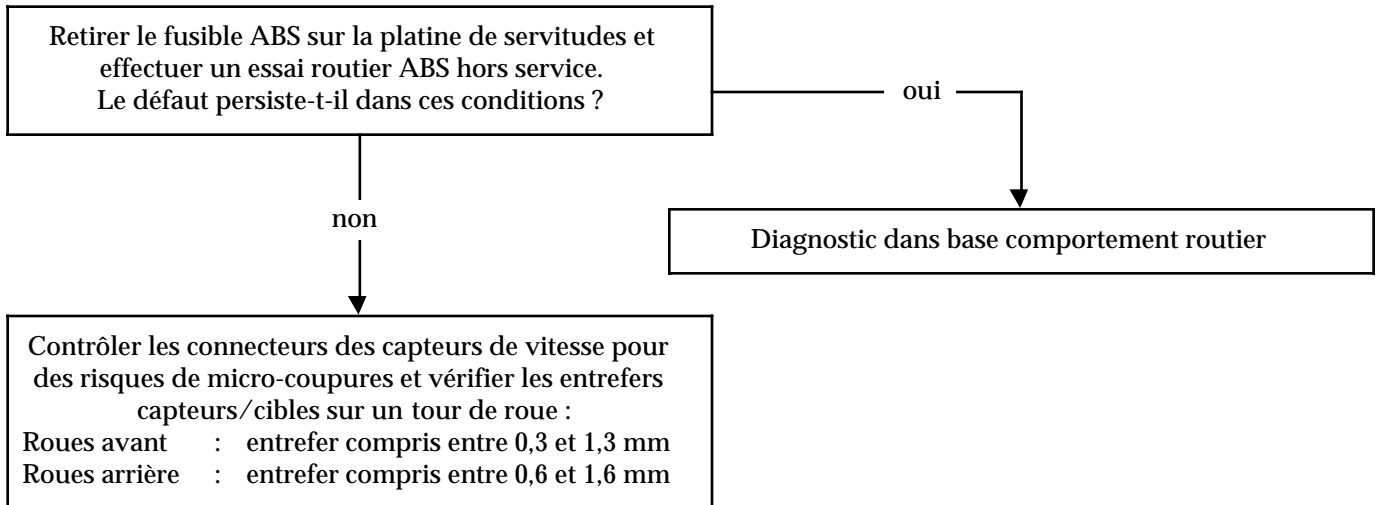 Retirer le fusible ABS sur la platine de servitudes et
effectuer un essai routier ABS hors service.
Le défaut persiste-t-il dans ces conditions ?
oui
non
Diagnostic dans base comportement routier
Contrôler les connecteurs des capteurs de vitesse pour
des risques de micro-coupures et vérifier les entrefers
capteurs/cibles sur un tour de roue :
Roues avant : entrefer compris entre 0,3 et 1,3 mm
Roues arrière : entrefer compris entre 0,6 et 1,6 mm